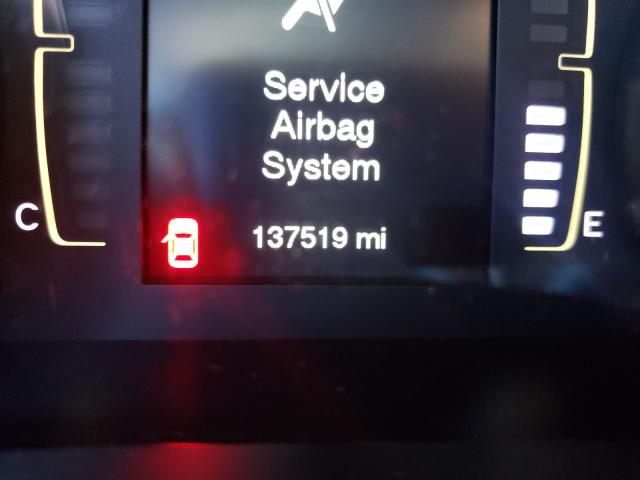 Service
Airbag
System
C
E
137519 mi